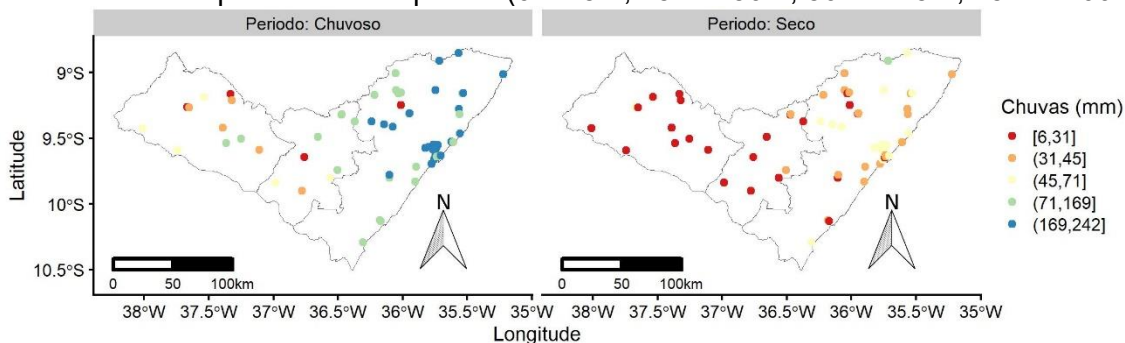 Periodo: Chuvoso
Periodo: Seco
Latitude
9°S
9.5°S
10°S
10.5°S
N
0 50 100km
N
0 50 100km
38°W 37.5°W 37°W 36.5°W 36°W 35.5°W 35°W
38°W 37.5°W 37°W 36.5°W 36°W 35.5°W 35°W
Longitude
Chuvas (mm)
[6,31]
(31,45]
(45,71]
(71,169]
(169,242]